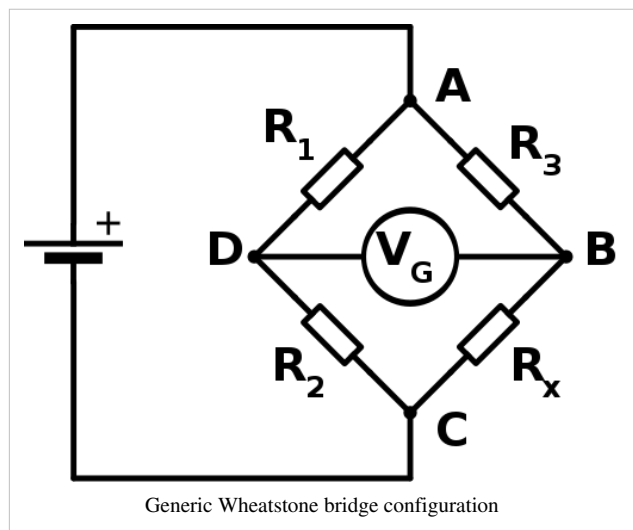 A
R1
R3
+
D
VG
B
R2
Rx
C
Generic Wheatstone bridge configuration